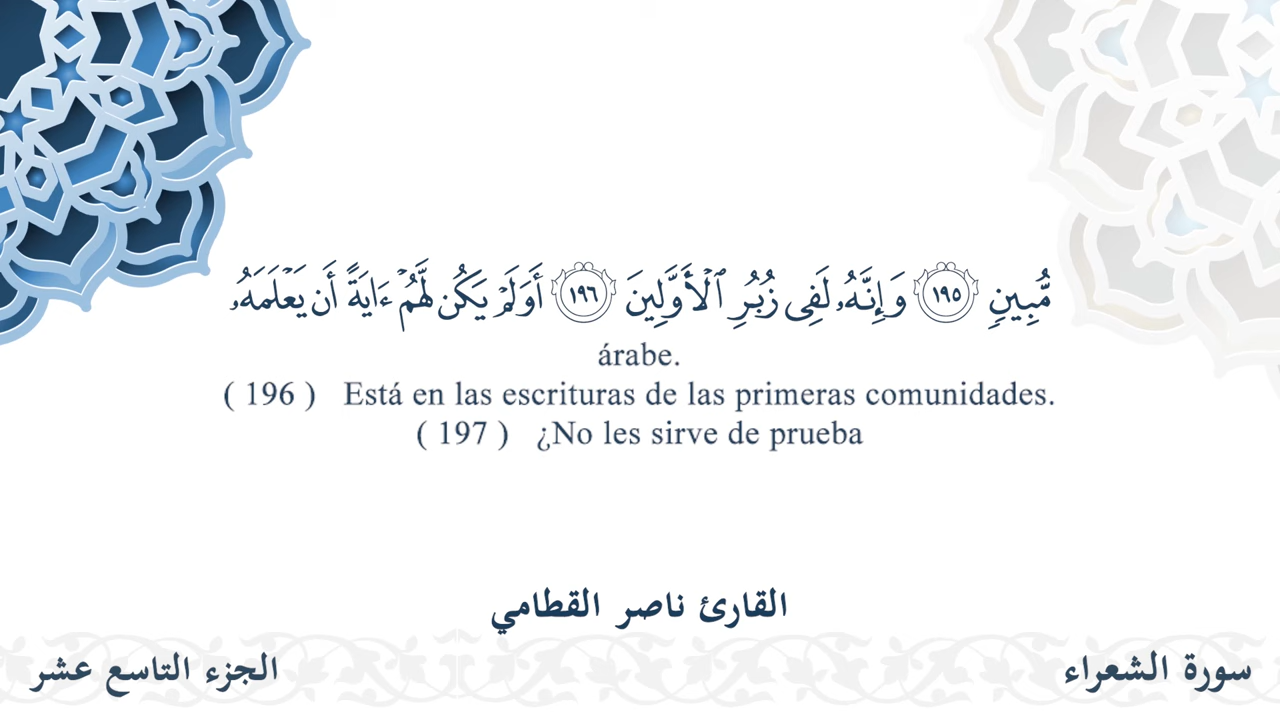 مُّبِينٍ ١٩٥ وَإِنَّهُۥ لَفِى زُبُرِ ٱلْأَوَّلِينَ ١٩٦ أَوَلَمْ يَكُن لَّهُمْ ءَايَةً أَن يَعْلَمَهُۥ
árabe.
( 196 ) Está en las escrituras de las primeras comunidades.
( 197 ) ¿No les sirve de prueba
القارئ ناصر القطامي
سورة الشعراء
الجزء التاسع عشر